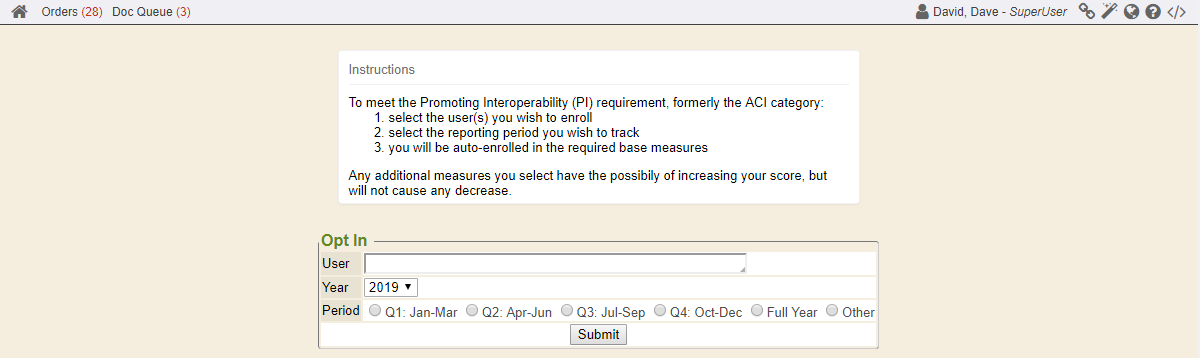 Orders (28) Doc Queue (3) David, Dave - SuperUser
Instructions
To meet the Promoting Interoperability (PI) requirement, formerly the ACI category:
1. select the user(s) you wish to enroll
2. select the reporting period you wish to track
3. you will be auto-enrolled in the required base measures
Any additional measures you select have the possibily of increasing your score, but
will not cause any decrease.
Opt In
User
Year 2019
Period Q1: Jan-Mar Q2: Apr-Jun Q3: Jul-Sep Q4: Oct-Dec Full Year Other
Submit